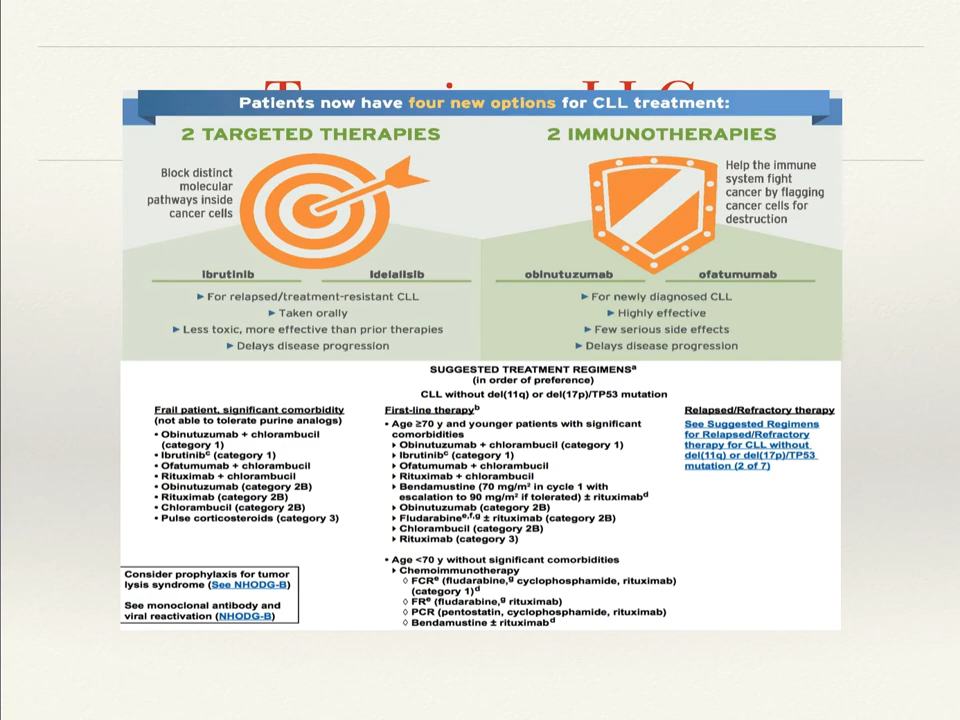 Patients now have four new options for CLL treatment:
2 TARGETED THERAPIES
Block distinct
molecular
pathways inside
cancer cells
Ibrutinib
Idelalisib
► For relapsed/treatment-resistant CLL
► Taken orally
► Less toxic, more effective than prior therapies
► Delays disease progression
2 IMMUNOTHERAPIES
Help the immune
system fight
cancer by flagging
cancer cells for
destruction
obinutuzumab
ofatumumab
► For newly diagnosed CLL
► Highly effective
► Few serious side effects
► Delays disease progression
SUGGESTED TREATMENT REGIMENSa
(in order of preference)
CLL without del(11q) or del(17p)/TP53 mutation
Frail patient, significant comorbidity
(not able to tolerate purine analogs)
• Obinutuzumab + chlorambucil
(category 1)
• Ibrutinibc (category 1)
• Ofatumumab + chlorambucil
• Rituximab + chlorambucil
• Obinutuzumab (category 2B)
• Rituximab (category 2B)
• Chlorambucil (category 2B)
• Pulse corticosteroids (category 3)
Consider prophylaxis for tumor
lysis syndrome (See NHODG-B)
See monoclonal antibody and
viral reactivation (NHODG-B)
First-line therapyb
• Age ≥70 y and younger patients with significant
comorbidities
▸ Obinutuzumab + chlorambucil (category 1)
▸ Ibrutinibc (category 1)
▸ Ofatumumab + chlorambucil
▸ Rituximab + chlorambucil
▸ Bendamustine (70 mg/m² in cycle 1 with
escalation to 90 mg/m² if tolerated) ± rituximabd
▸ Obinutuzumab (category 2B)
▸ Fludarabinee,f,g ± rituximab (category 2B)
▸ Chlorambucil (category 2B)
▸ Rituximab (category 3)
• Age <70 y without significant comorbidities
▸ Chemoimmunotherapy
◊ FCRe (fludarabine,g cyclophosphamide, rituximab)
(category 1)d
◊ FRe (fludarabine,g rituximab)
◊ PCR (pentostatin, cyclophosphamide, rituximab)
◊ Bendamustine ± rituximabd
Relapsed/Refractory therapy
See Suggested Regimens
for Relapsed/Refractory
therapy for CLL without
del(11q) or del(17p)/TP53
mutation (2 of 7)